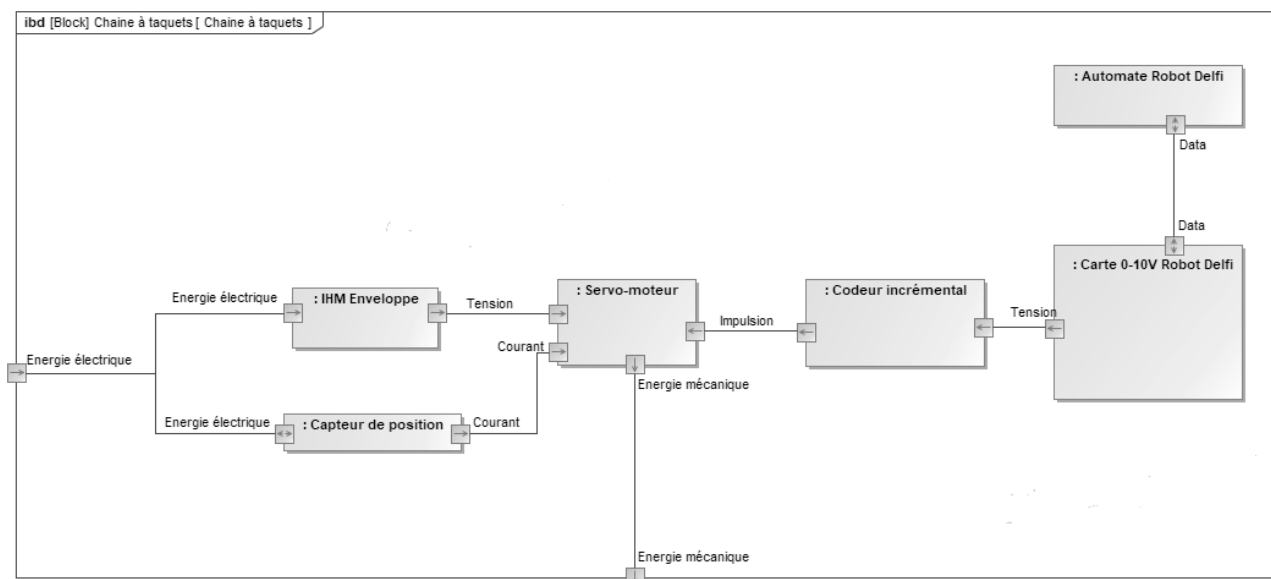 ibd [Block] Chaine à taquets [ Chaine à taquets ]
: Automate Robot Delfi
Data
Data
: Carte 0-10V Robot Delfi
Energie électrique
: IHM Enveloppe
Tension
: Servo-moteur
: Codeur incrémental
Tension
Impulsion
Courant
Energie électrique
Energie mécanique
Energie électrique
: Capteur de position
Courant
Energie mécanique